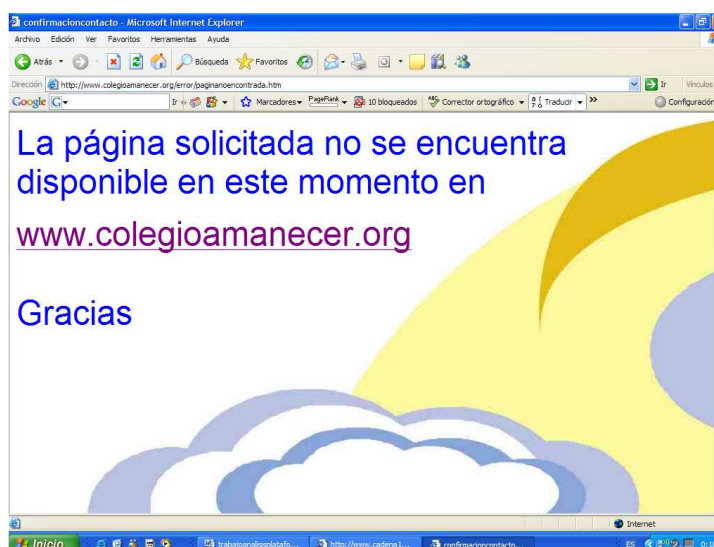 confirmacioncontacto - Microsoft Internet Explorer
Archivo Edición Ver Favoritos Herramientas Ayuda
Atrás Búsqueda Favoritos
Dirección http://www.colegioamanecer.org/error/paginanoencontrada.htm Ir Vínculos
Google G Ir Marcadores PageRank 10 bloqueados Corrector ortográfico Traducir Configuración
La página solicitada no se encuentra
disponible en este momento en
www.colegioamanecer.org
Gracias
Internet
Inicio trabajoanalisisplatafo... http://www.cadena1... confirmacioncontacto... ES